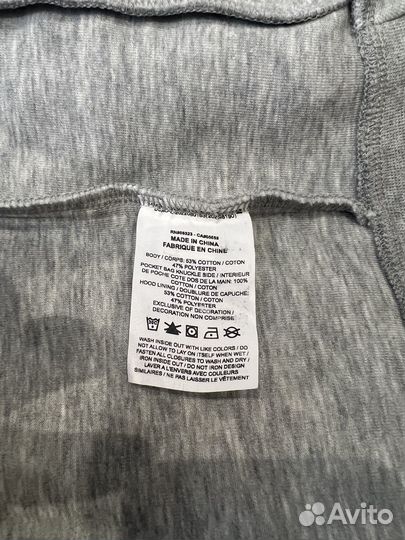 MADE IN CHINA
FABRIQUE EN CHINE
BODY / CORPS: 53% COTTON / COTON
47% POLYESTER
POCKET BAG KNUCKLE SIDE / INTERIEUR
DE POCHE COTE DOS DE LA MAIN: 100%
COTTON / COTON
HOOD LINING / DOUBLURE DE CAPUCHE:
53% COTTON / COTON
47% POLYESTER
EXCLUSIVE OF DECORATION /
DECORATION NON COMPRISE
WASH INSIDE OUT WITH LIKE COLORS / DO
NOT ALLOW TO LAY ON ITSELF WHEN WET /
FASTEN ALL CLOSURES TO WASH AND DRY /
IRON INSIDE OUT / DO NOT IRON DESIGN
LAVER A L'ENVERS AVEC COULEURS
SIMILAIRES / NE PAS LAISSER LE VÊTEMENT
Avito